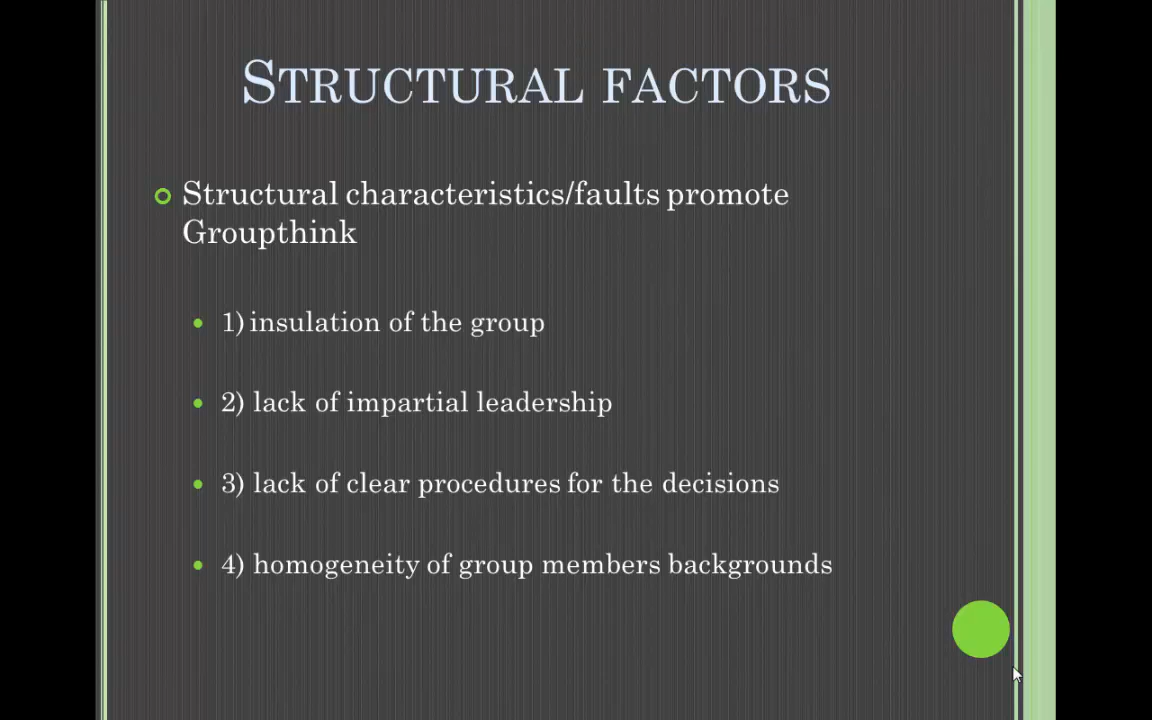 STRUCTURAL FACTORS
Structural characteristics/faults promote
Groupthink
1) insulation of the group
2) lack of impartial leadership
3) lack of clear procedures for the decisions
4) homogeneity of group members backgrounds